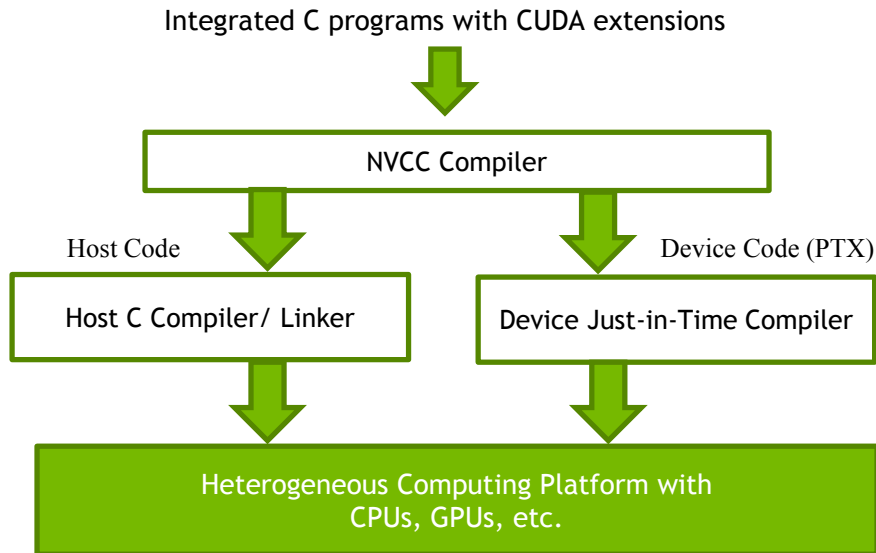 Integrated C programs with CUDA extensions
NVCC Compiler
Host Code
Device Code (PTX)
Host C Compiler/ Linker
Device Just-in-Time Compiler
Heterogeneous Computing Platform with
CPUs, GPUs, etc.